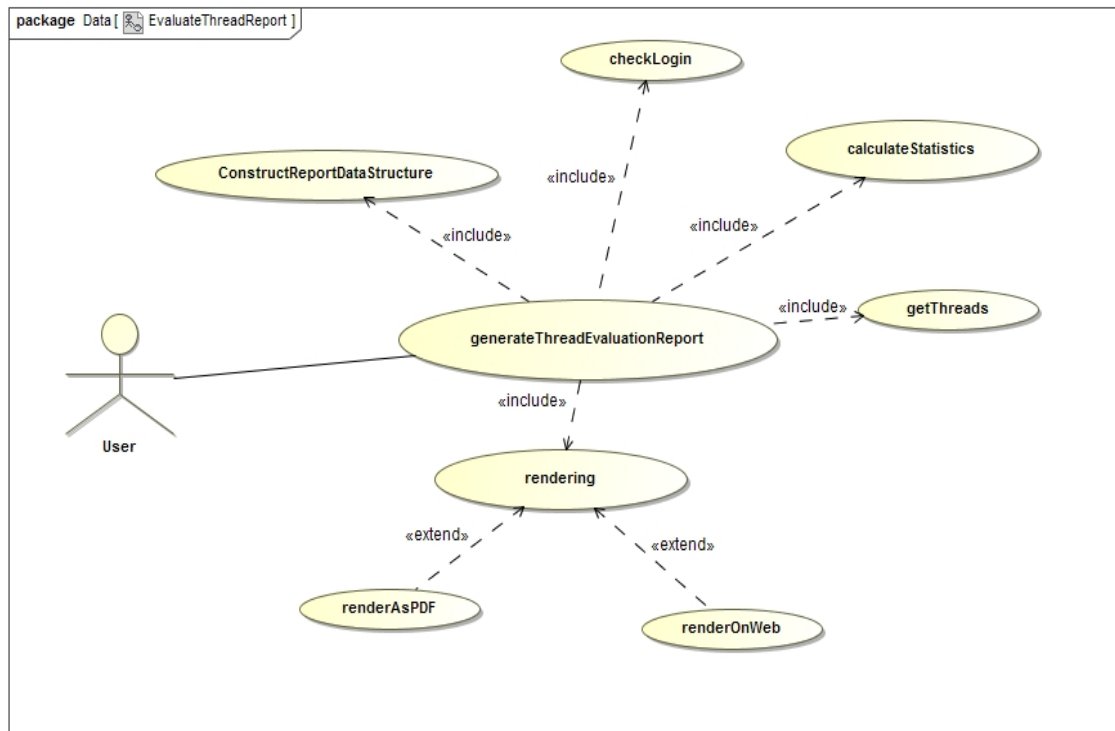 package Data [ EvaluateThreadReport ]
checkLogin
calculateStatistics
ConstructReportDataStructure
«include»
«include»
«include»
«include»
getThreads
generateThreadEvaluationReport
«include»
User
rendering
«extend»
«extend»
renderAsPDF
renderOnWeb